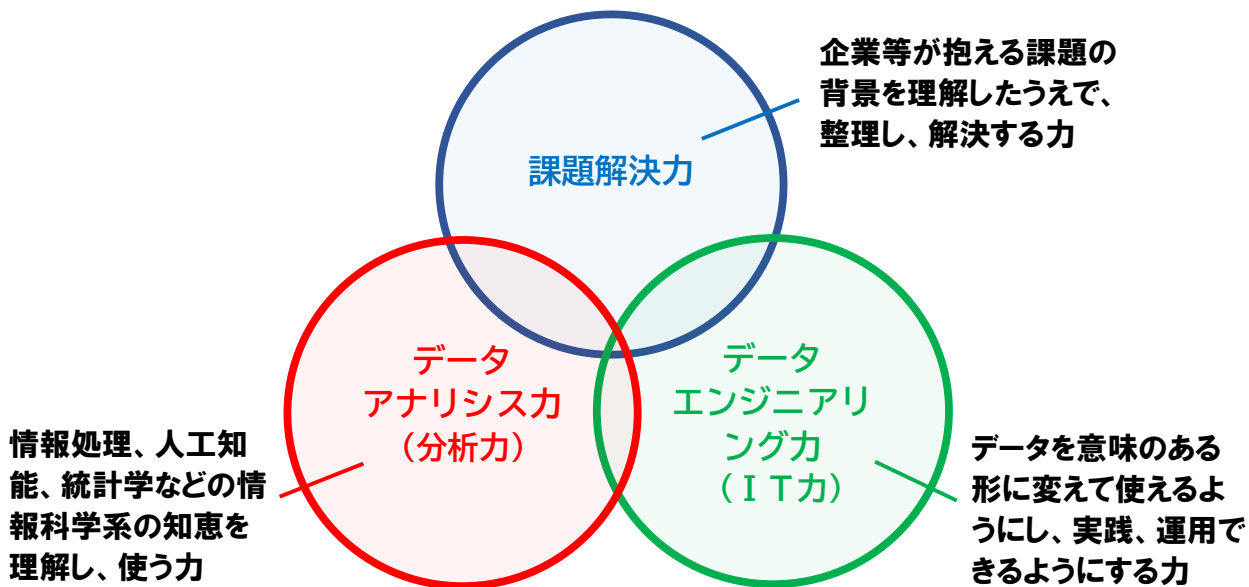 企業等が抱える課題の
背景を理解したうえで、
整理し、解決する力
課題解決力
データ
アナリシス力
（分析力）
データ
エンジニアリ
ング力
（ＩＴ力）
情報処理、人工知
能、統計学などの情
報科学系の知恵を
理解し、使う力
データを意味のある
形に変えて使えるよ
うにし、実践、運用で
きるようにする力